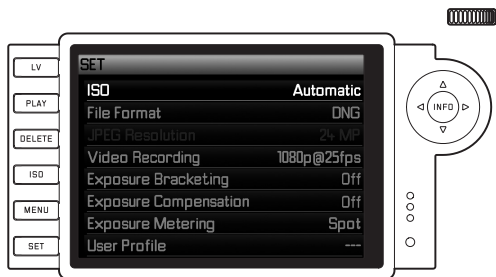 LV
PLAY
DELETE
ISO
MENU
SET
SET
ISO Automatic
File Format DNG
JPEG Resolution 24 MP
Video Recording 1080p@25fps
Exposure Bracketing Off
Exposure Compensation Off
Exposure Metering Spot
User Profile ---
INFO